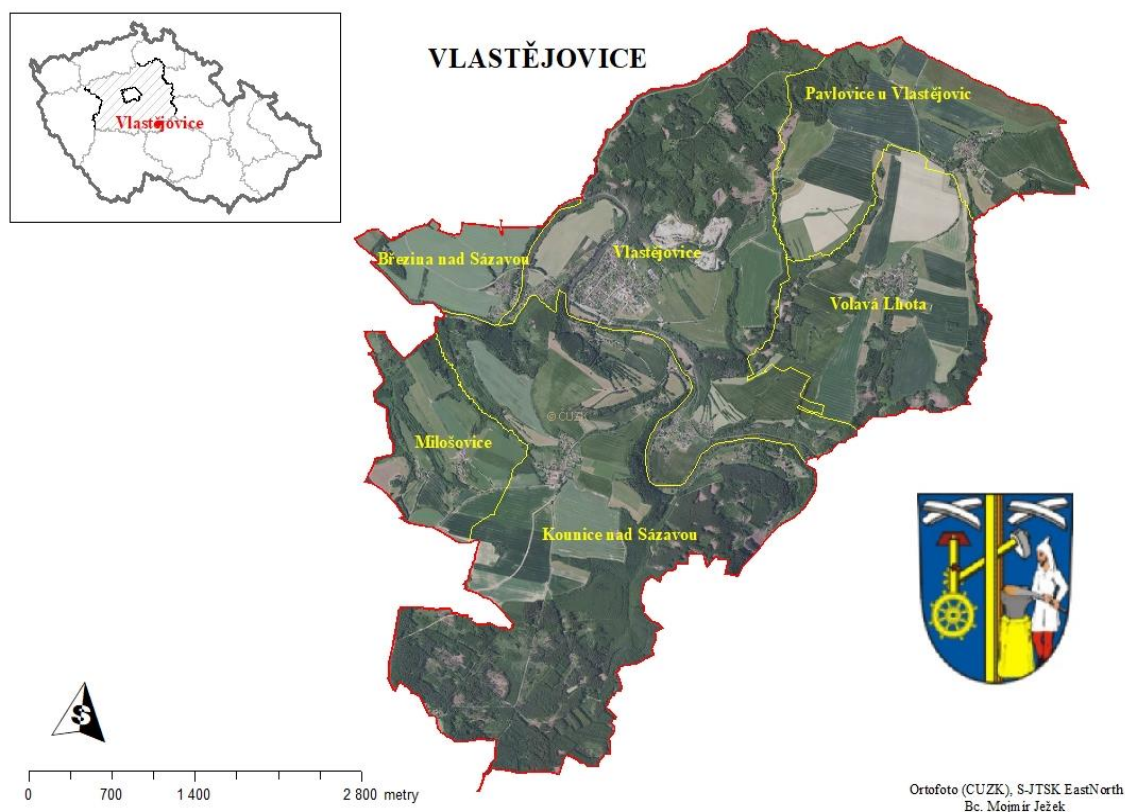 VLASTĚJOVICE
Vlastějovice
Pavlovice u Vlastějovic
Březina nad Sázavou
Vlastějovice
Volavá Lhota
© ČÚZK
Milošovice
Kounice nad Sázavou
S
0 700 1 400 2 800 metry
Ortofoto (CUZK), S-JTSK EastNorth
Bc. Mojmír Ježek